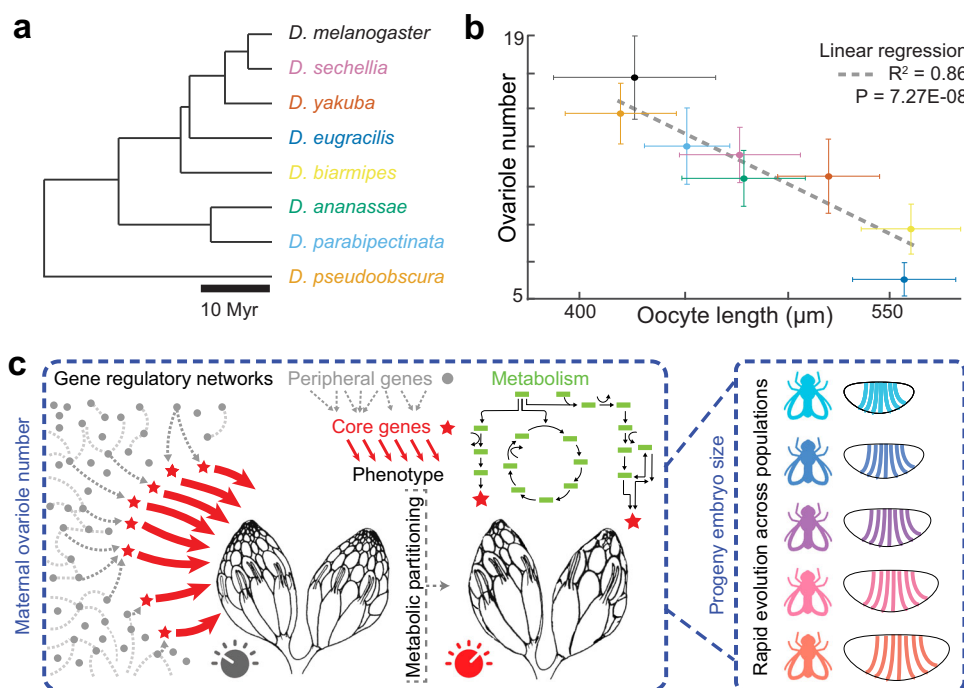 a
D. melanogaster
D. sechellia
D. yakuba
D. eugracilis
D. biarmipes
D. ananassae
D. parabipectinata
D. pseudoobscura
10 Myr
b
19
Ovariole number
5
400
Oocyte length (µm)
550
Linear regression
R² = 0.86
P = 7.27E-08
c
Maternal ovariole number
Gene regulatory networks
Peripheral genes
Core genes
Phenotype
Metabolism
Metabolic partitioning
Progeny embryo size
Rapid evolution across populations